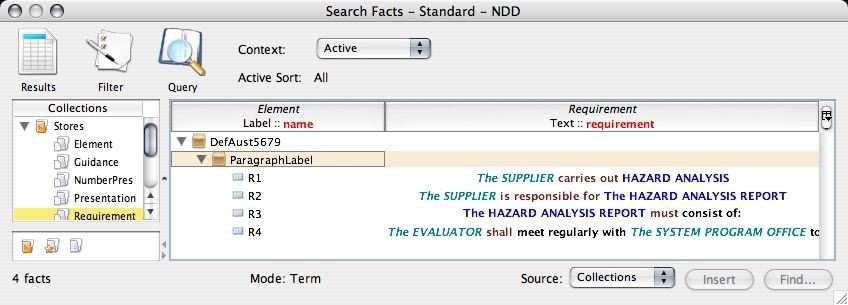 Search Facts - Standard - NDD
Context: Active
Results Filter Query
Active Sort: All
Collections
Stores
Element
Guidance
NumberPres
Presentation
Requirement
Element Requirement
Label :: name Text :: requirement
DefAust5679
ParagraphLabel
R1 The SUPPLIER carries out HAZARD ANALYSIS
R2 The SUPPLIER is responsible for The HAZARD ANALYSIS REPORT
R3 The HAZARD ANALYSIS REPORT must consist of:
R4 The EVALUATOR shall meet regularly with The SYSTEM PROGRAM OFFICE to
4 facts Mode: Term Source: Collections Insert Find...